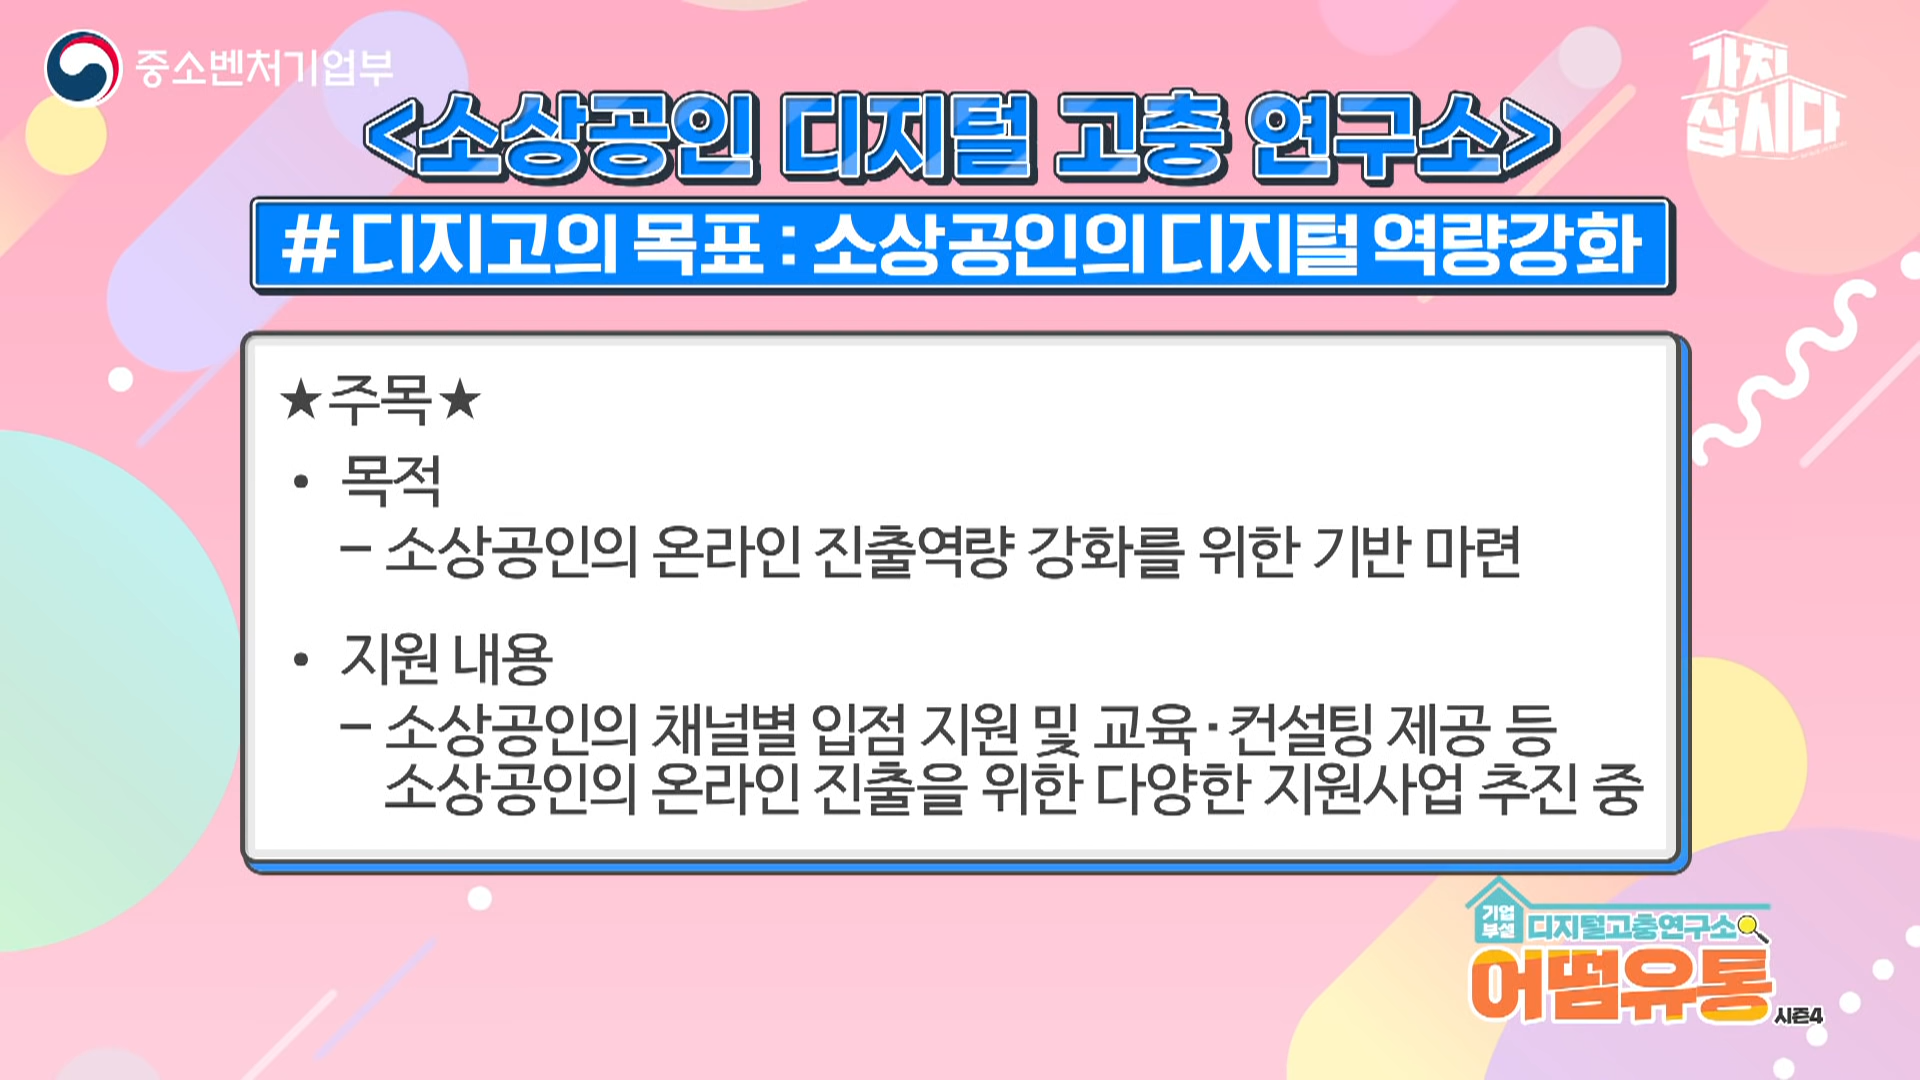 중소벤처기업부
가치
삽시다
<소상공인 디지털 고충 연구소>
#디지고의 목표 : 소상공인의 디지털 역량강화
★주목★
• 목적
– 소상공인의 온라인 진출역량 강화를 위한 기반 마련
• 지원 내용
– 소상공인의 채널별 입점 지원 및 교육·컨설팅 제공 등
소상공인의 온라인 진출을 위한 다양한 지원사업 추진 중
기업
부설
디지털고충연구소
어떰유통
시즌4